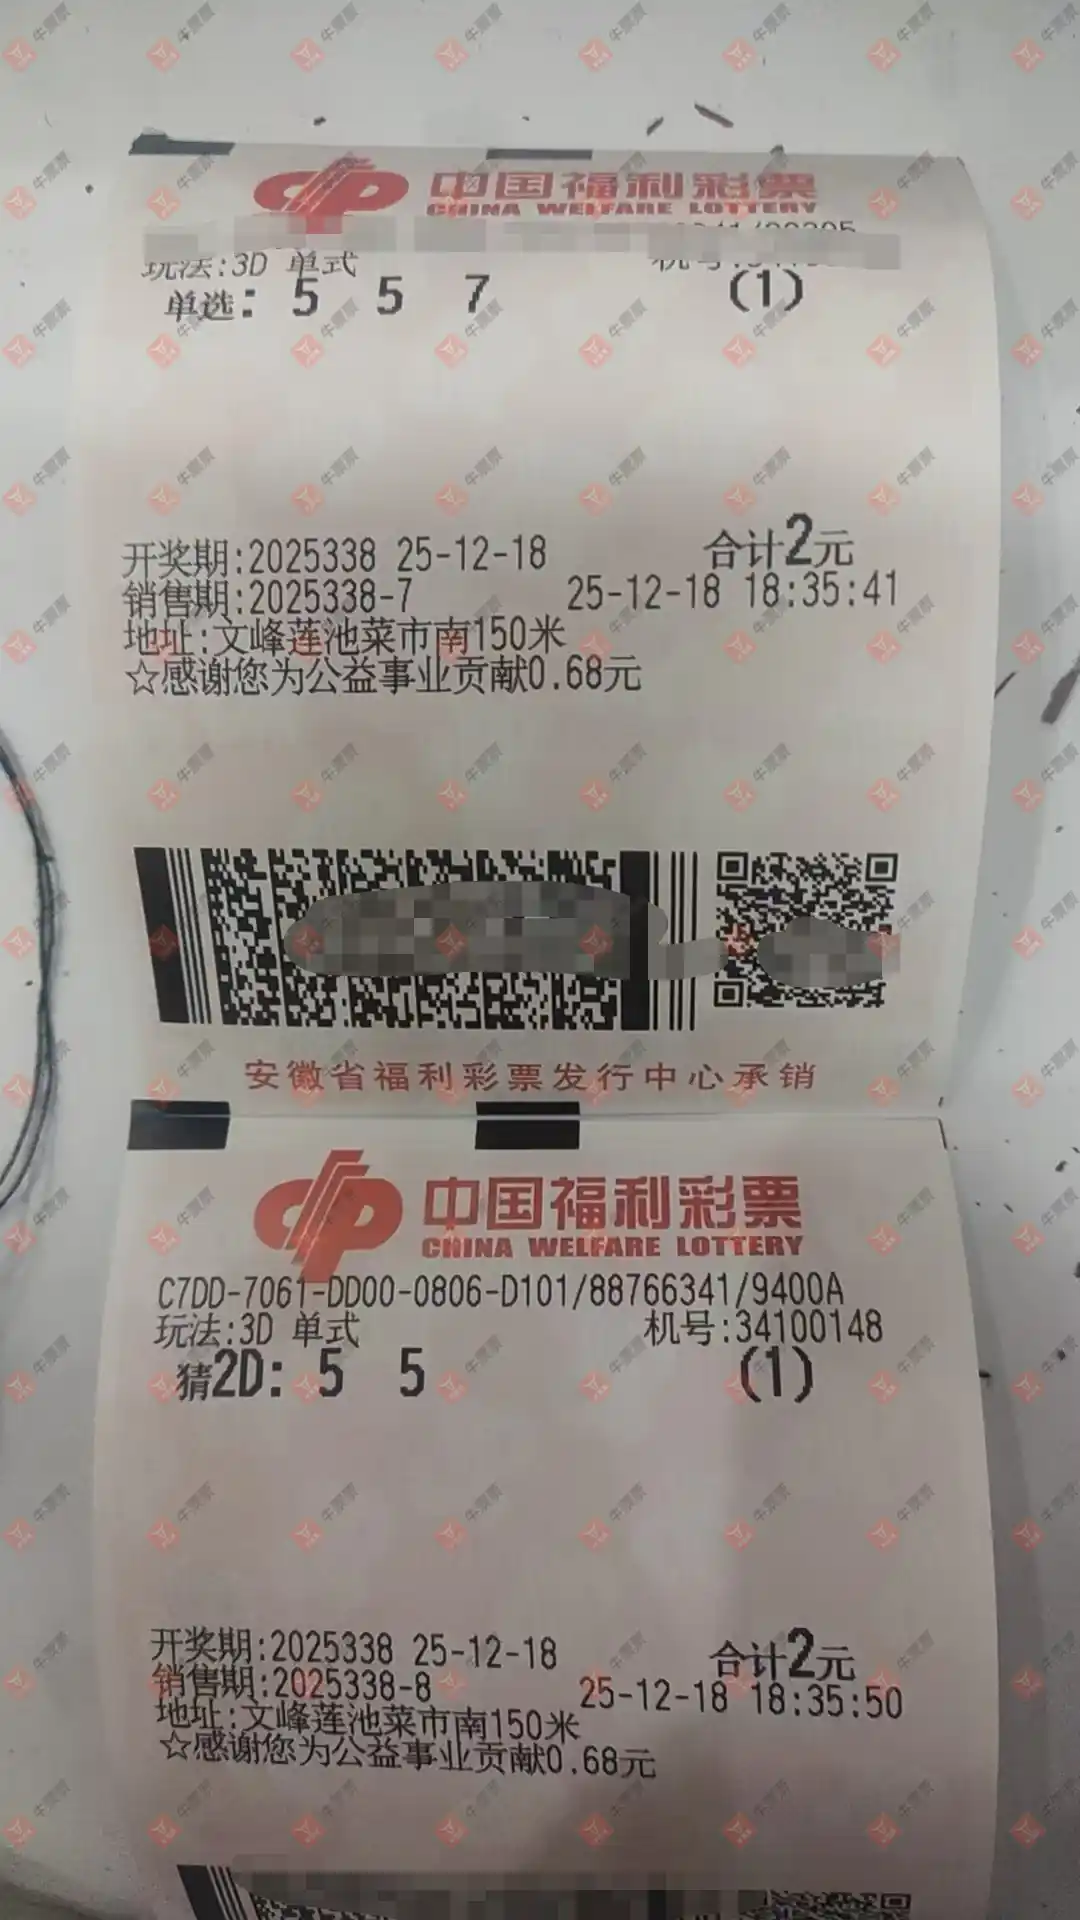 中国福利彩票
CHINA WELFARE LOTTERY
玩法:3D 单式
单选: 5 5 7 (1)
开奖期:2025338 25-12-18 合计2元
销售期:2025338-7 25-12-18 18:35:41
地址:文峰莲池菜市南150米
☆感谢您为公益事业贡献0.68元
安徽省福利彩票发行中心承销
中国福利彩票
CHINA WELFARE LOTTERY
C7DD-7061-DD00-0806-D101/88766341/9400A
玩法:3D 单式 机号:34100148
猜2D: 5 5 (1)
开奖期:2025338 25-12-18 合计2元
销售期:2025338-8 25-12-18 18:35:50
地址:文峰莲池菜市南150米
☆感谢您为公益事业贡献0.68元
牛票票